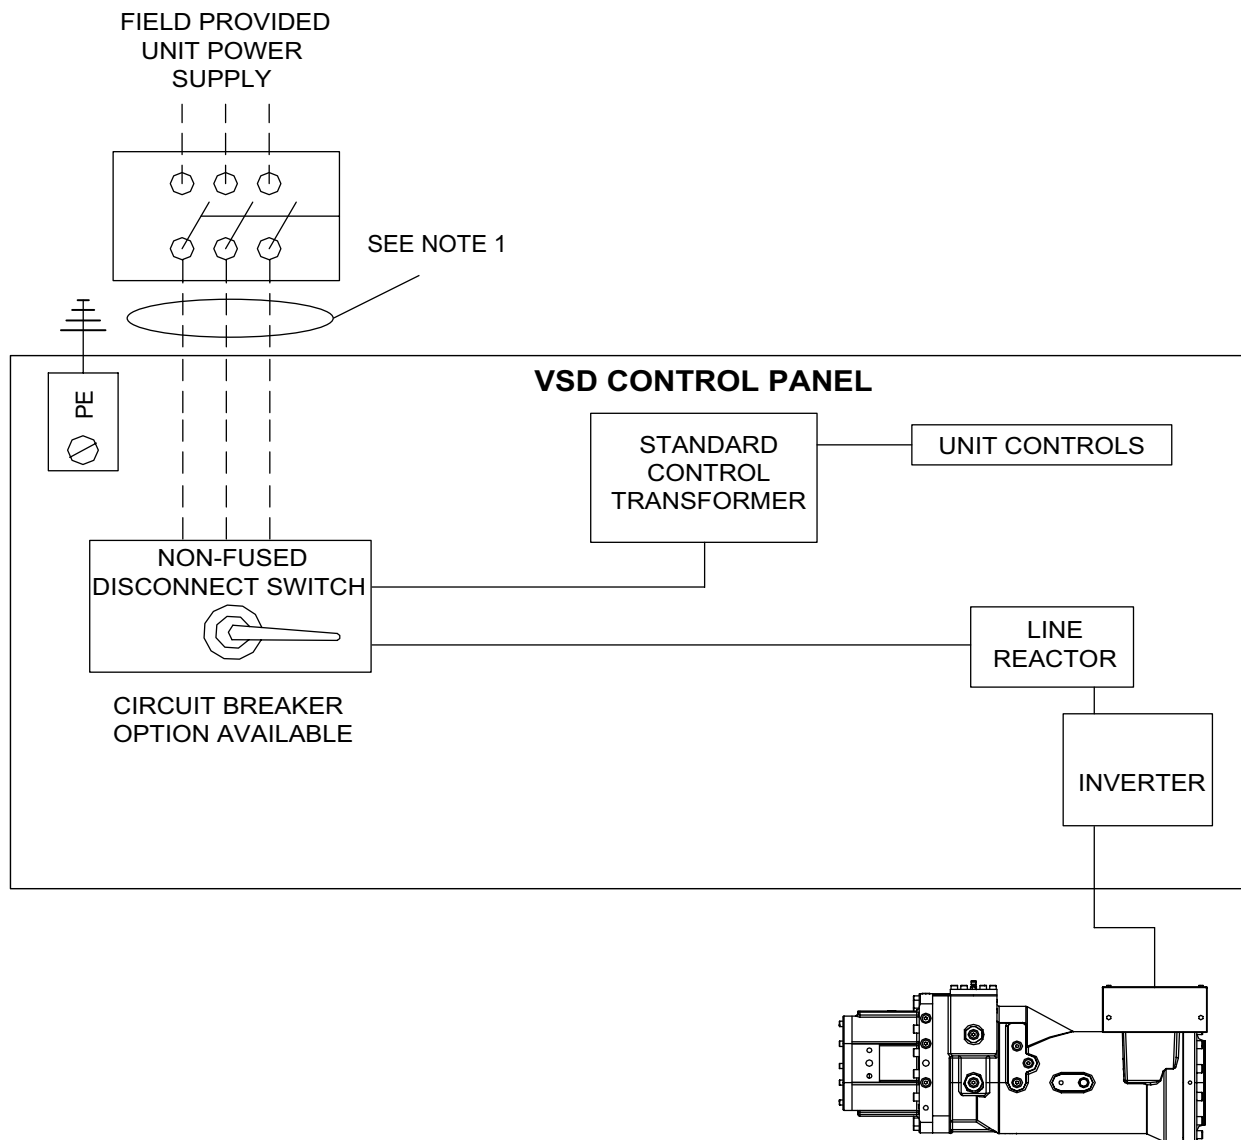 FIELD PROVIDED
UNIT POWER
SUPPLY
SEE NOTE 1
PE
VSD CONTROL PANEL
STANDARD
CONTROL
TRANSFORMER
UNIT CONTROLS
NON-FUSED
DISCONNECT SWITCH
LINE
REACTOR
CIRCUIT BREAKER
OPTION AVAILABLE
INVERTER